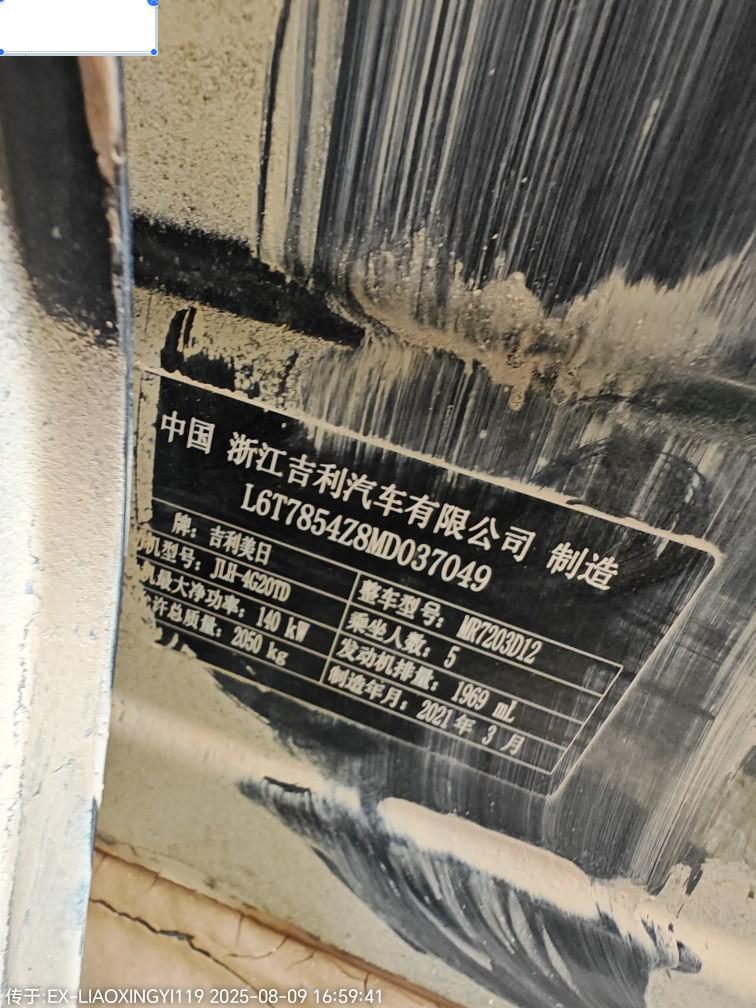 中国 浙江吉利汽车有限公司 制造
L6T7854Z8MD037049
牌：吉利美日
机型号：JLH-4G20TD
机最大净功率：140 kW
许总质量：2050 kg
整车型号：MR7203D12
乘坐人数：5
发动机排量：1969 mL
制造年月：2021年 3 月
传于:EX-LIAOXINGYI119 2025-08-09 16:59:41